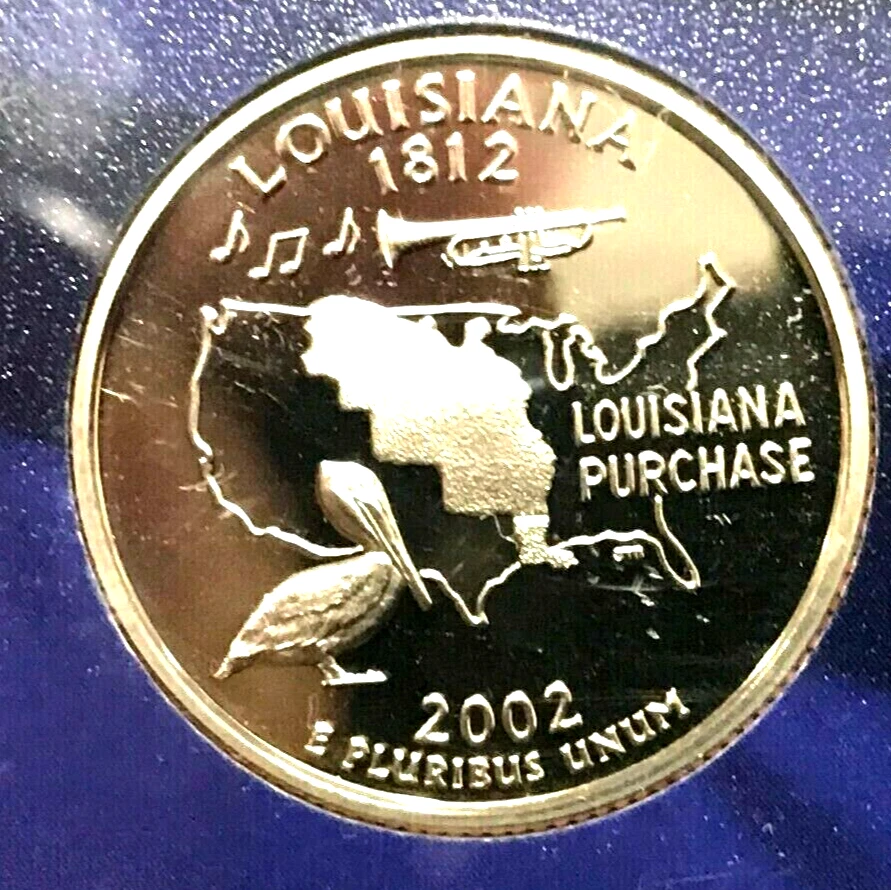 LOUISIANA
1812
LOUISIANA
PURCHASE
2002
E PLURIBUS UNUM